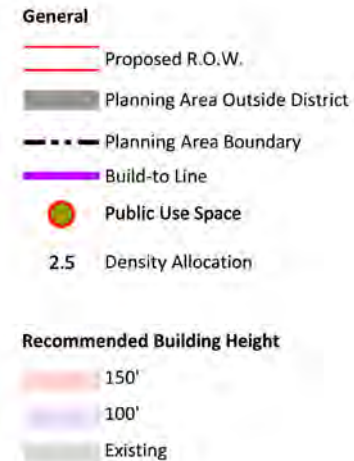 General
Proposed R.O.W.
Planning Area Outside District
Planning Area Boundary
Build-to Line
Public Use Space
2.5 Density Allocation
Recommended Building Height
150'
100'
Existing